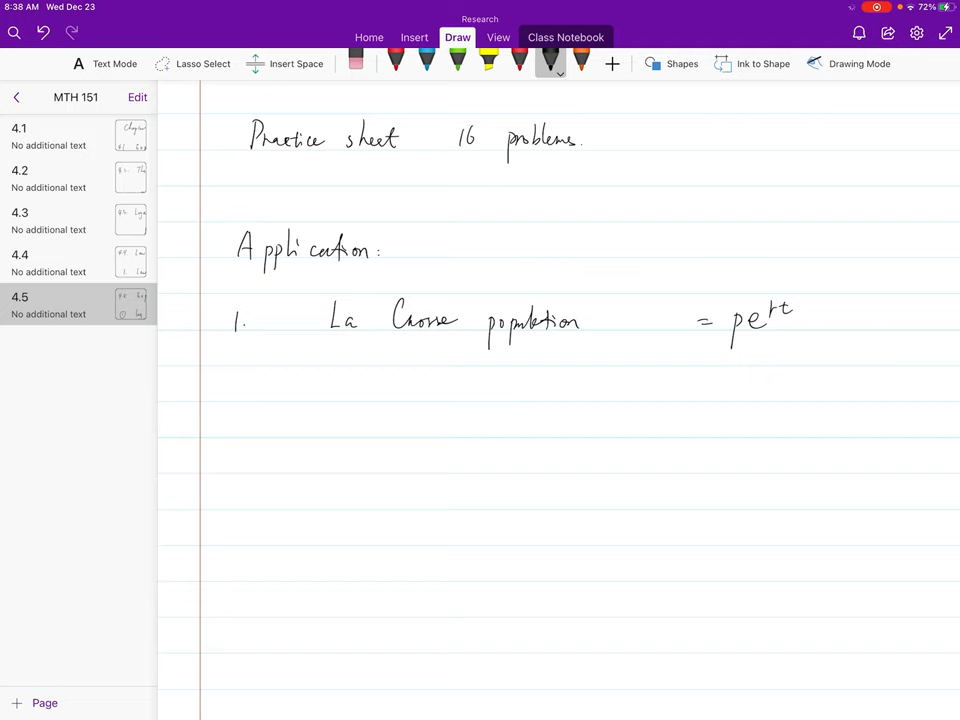 8:38 AM Wed Dec 23
72%
Research
Home Insert Draw View Class Notebook
Text Mode Lasso Select Insert Space Shapes Ink to Shape Drawing Mode
MTH 151 Edit
4.1
No additional text
4.2
No additional text
4.3
No additional text
4.4
No additional text
4.5
No additional text
Page
Practice sheet 16 problems.
Application:
1. La Crosse population = pe^rt